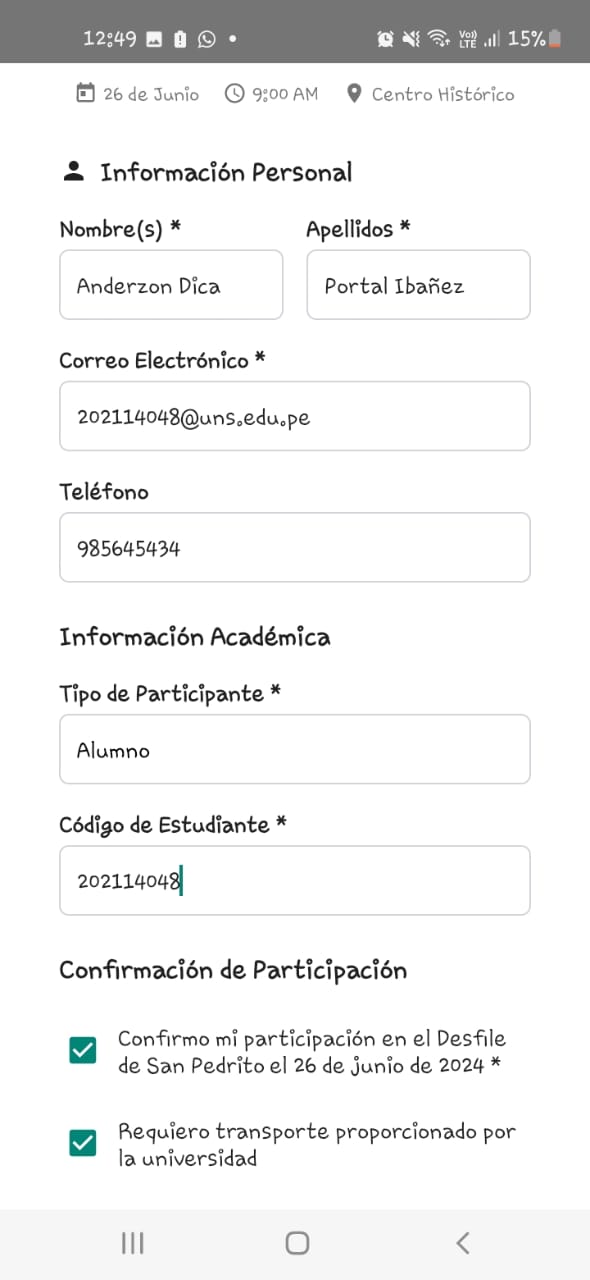 12:49 15%
Vo)) LTE
26 de Junio 9:00 AM Centro Histórico
Información Personal
Nombre(s) * Apellidos *
Anderzon Dica Portal Ibañez
Correo Electrónico *
202114048@uns.edu.pe
Teléfono
985645434
Información Académica
Tipo de Participante *
Alumno
Código de Estudiante *
202114048
Confirmación de Participación
Confirmo mi participación en el Desfile
de San Pedrito el 26 de junio de 2024 *
Requiero transporte proporcionado por
la universidad